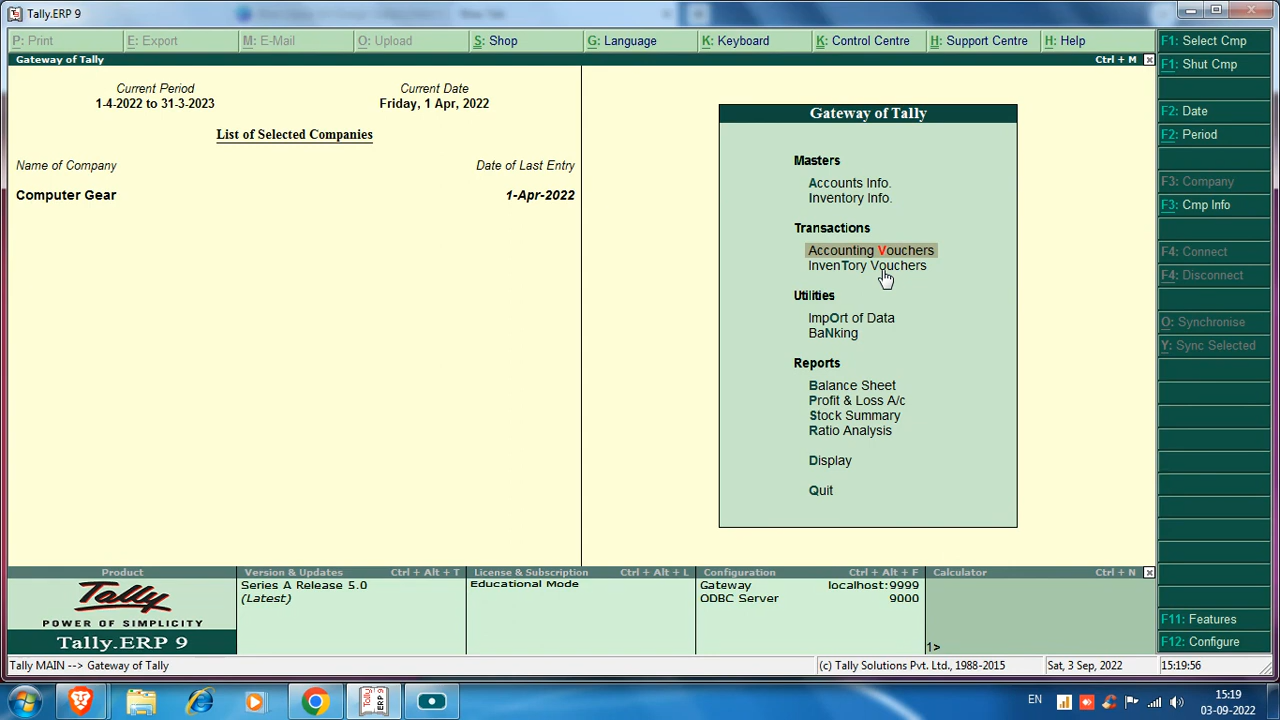 Tally.ERP 9
P: Print
E: Export
M: E-Mail
O: Upload
S: Shop
G: Language
K: Keyboard
K: Control Centre
H: Support Centre
H: Help
Gateway of Tally
Ctrl + M
Current Period
1-4-2022 to 31-3-2023
Current Date
Friday, 1 Apr, 2022
List of Selected Companies
Name of Company
Date of Last Entry
Computer Gear
1-Apr-2022
Gateway of Tally
Masters
Accounts Info.
Inventory Info.
Transactions
Accounting Vouchers
InvenTory Vouchers
Utilities
ImpOrt of Data
BaNking
Reports
Balance Sheet
Profit & Loss A/c
Stock Summary
Ratio Analysis
Display
Quit
F1: Select Cmp
F1: Shut Cmp
F2: Date
F2: Period
F3: Company
F3: Cmp Info
F4: Connect
F4: Disconnect
O: Synchronise
Y: Sync Selected
F11: Features
F12: Configure
Product
Tally
POWER OF SIMPLICITY
Tally.ERP 9
Version & Updates
Ctrl + Alt + T
Series A Release 5.0
(Latest)
License & Subscription
Ctrl + Alt + L
Educational Mode
Configuration
Ctrl + Alt + F
Gateway
localhost:9999
ODBC Server
9000
Calculator
Ctrl + N
1>
Tally MAIN --> Gateway of Tally
(c) Tally Solutions Pvt. Ltd., 1988-2015
Sat, 3 Sep, 2022
15:19:56
Tally
ERP 9
EN
15:19
03-09-2022